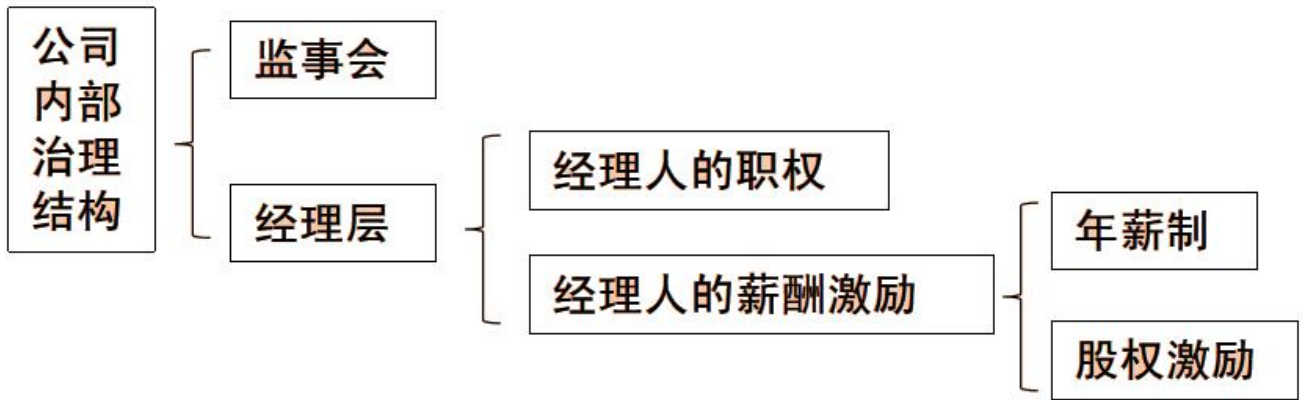 公司
内部
治理
结构
监事会
经理层
经理人的职权
经理人的薪酬激励
年薪制
股权激励